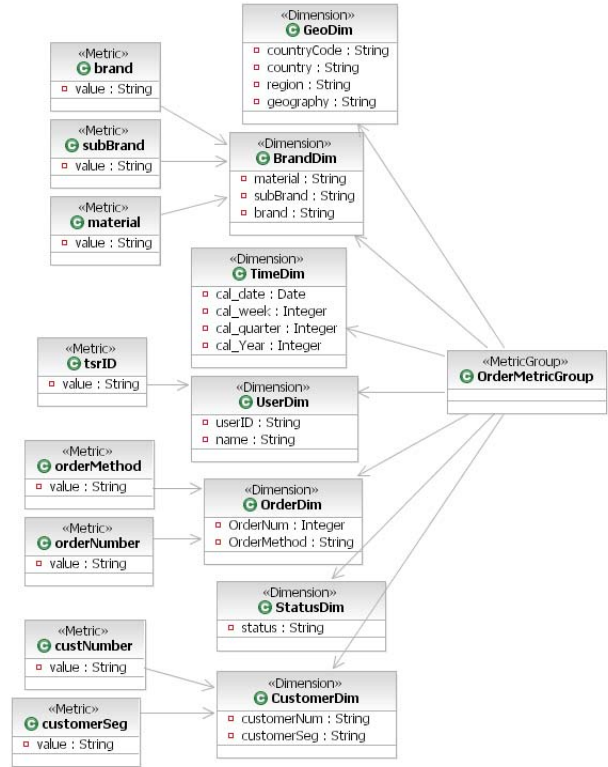 «Dimension»
GeoDim
countryCode : String
country : String
region : String
geography : String
«Metric»
brand
value : String
«Metric»
subBrand
value : String
«Metric»
material
value : String
«Dimension»
BrandDim
material : String
subBrand : String
brand : String
«Dimension»
TimeDim
cal_date : Date
cal_week : Integer
cal_quarter : Integer
cal_Year : Integer
«Metric»
tsrID
value : String
«Dimension»
UserDim
userID : String
name : String
«MetricGroup»
OrderMetricGroup
«Metric»
orderMethod
value : String
«Metric»
orderNumber
value : String
«Dimension»
OrderDim
OrderNum : Integer
OrderMethod : String
«Dimension»
StatusDim
status : String
«Metric»
custNumber
value : String
«Metric»
customerSeg
value : String
«Dimension»
CustomerDim
customerNum : String
customerSeg : String